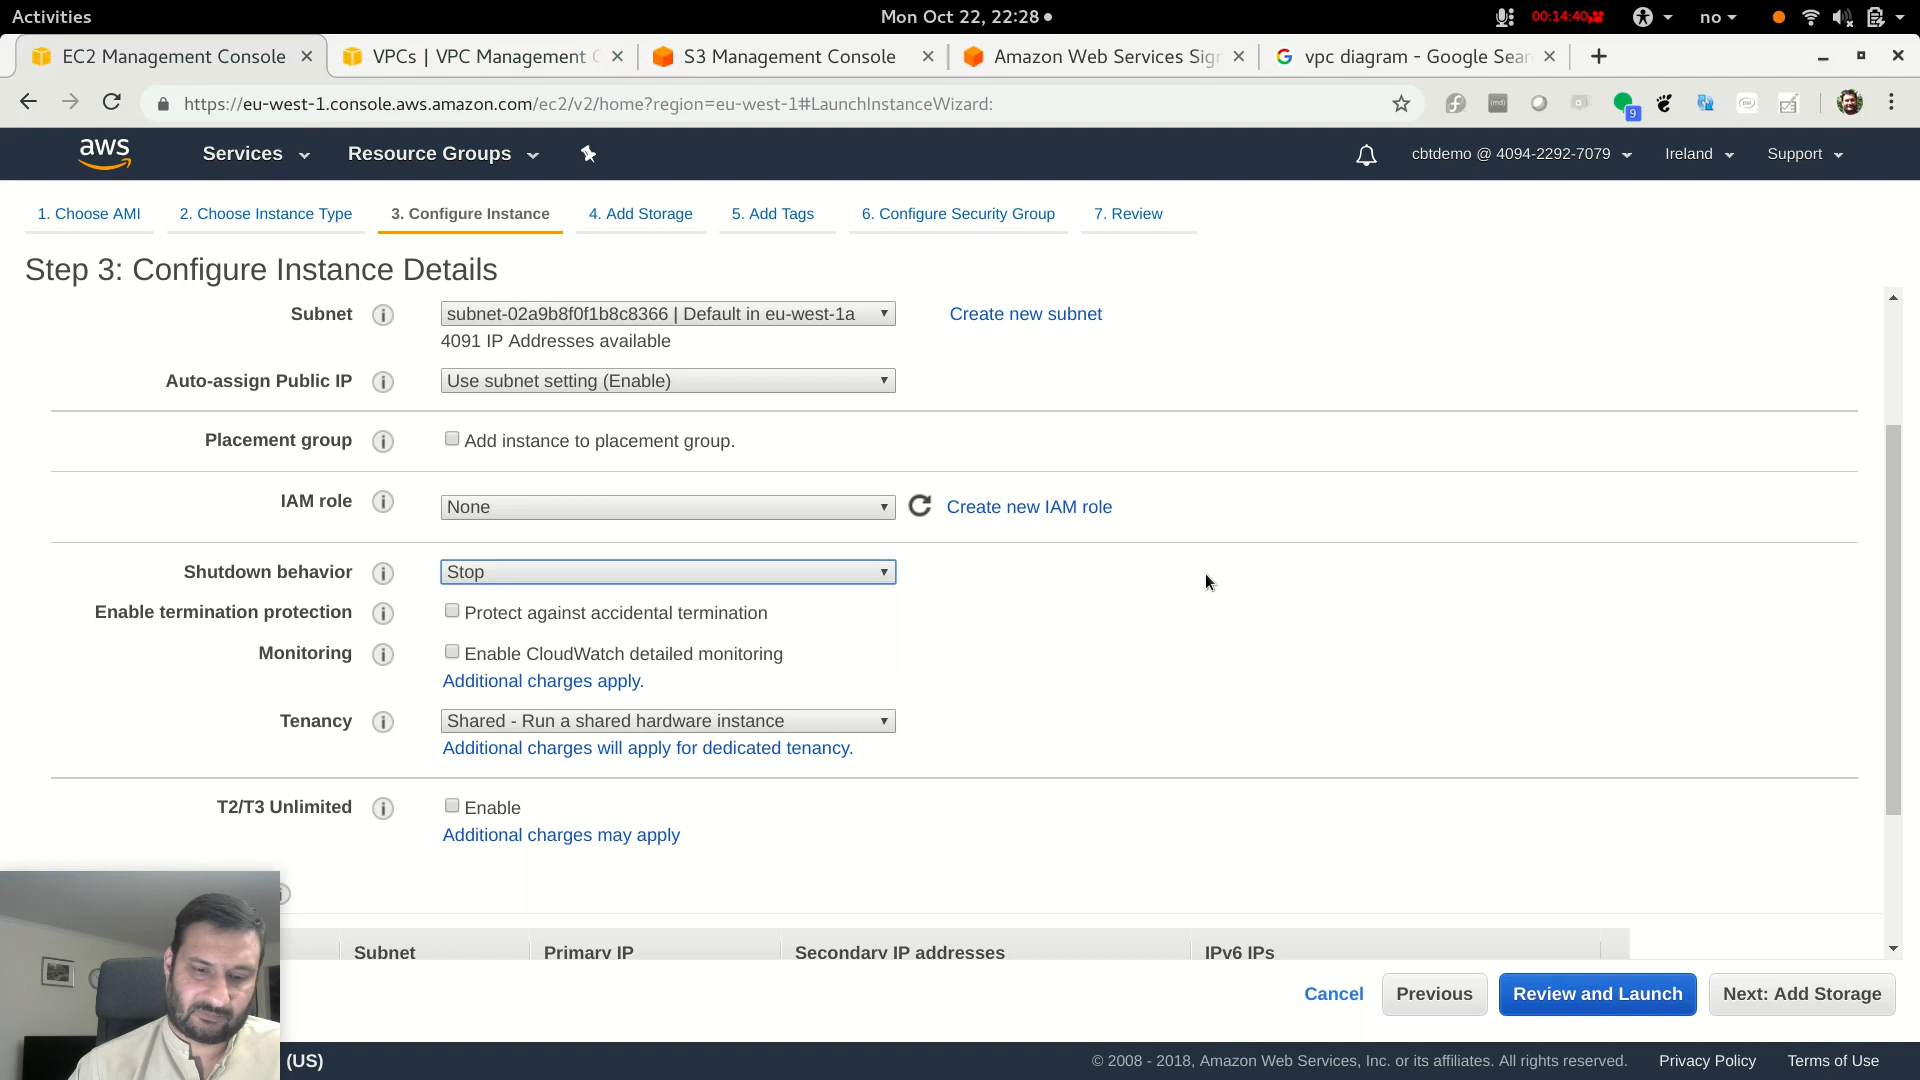 Activities
Mon Oct 22, 22:28
00:14:40
no
EC2 Management Console
VPCs | VPC Management
S3 Management Console
Amazon Web Services Sig
vpc diagram - Google Sear
https://eu-west-1.console.aws.amazon.com/ec2/v2/home?region=eu-west-1#LaunchInstanceWizard:
9
aws
Services
Resource Groups
cbtdemo @ 4094-2292-7079
Ireland
Support
1. Choose AMI
2. Choose Instance Type
3. Configure Instance
4. Add Storage
5. Add Tags
6. Configure Security Group
7. Review
Step 3: Configure Instance Details
Subnet
subnet-02a9b8f0f1b8c8366 | Default in eu-west-1a
Create new subnet
4091 IP Addresses available
Auto-assign Public IP
Use subnet setting (Enable)
Placement group
Add instance to placement group.
IAM role
None
Create new IAM role
Shutdown behavior
Stop
Enable termination protection
Protect against accidental termination
Monitoring
Enable CloudWatch detailed monitoring
Additional charges apply.
Tenancy
Shared - Run a shared hardware instance
Additional charges will apply for dedicated tenancy.
T2/T3 Unlimited
Enable
Additional charges may apply
Subnet
Primary IP
Secondary IP addresses
IPv6 IPs
Cancel
Previous
Review and Launch
Next: Add Storage
(US)
© 2008 - 2018, Amazon Web Services, Inc. or its affiliates. All rights reserved.
Privacy Policy
Terms of Use